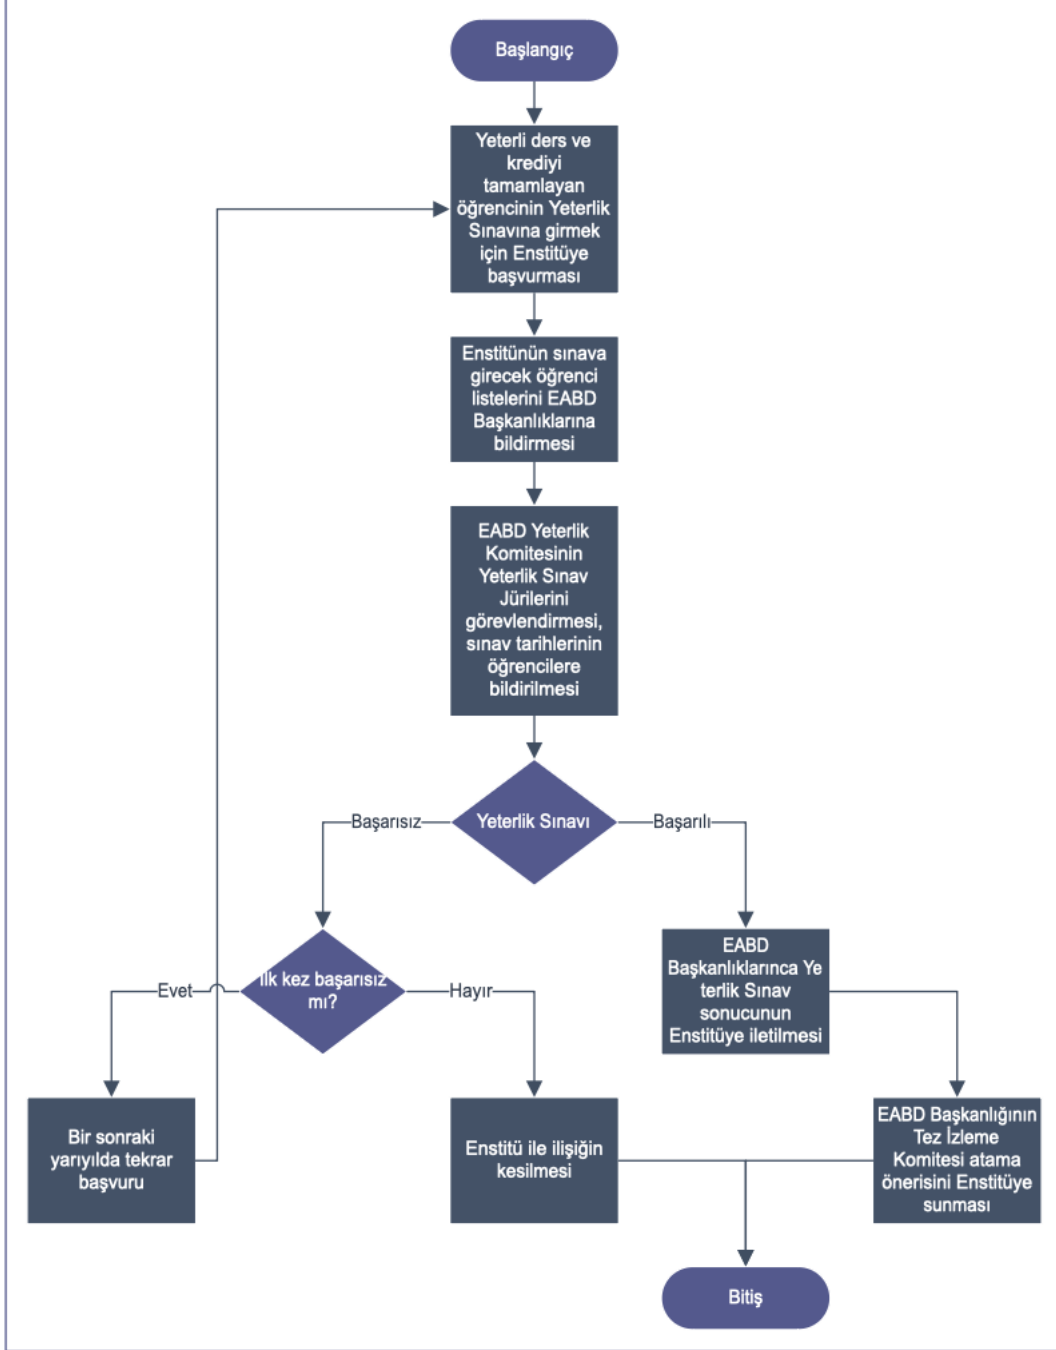 Başlangıç
Yeterli ders ve
krediyi
tamamlayan
öğrencinin Yeterlik
Sınavına girmek
için Enstitüye
başvurması
Enstitünün sınava
girecek öğrenci
listelerini EABD
Başkanlıklarına
bildirmesi
EABD Yeterlik
Komitesinin
Yeterlik Sınav
Jürilerini
görevlendirmesi,
sınav tarihlerinin
öğrencilere
bildirilmesi
Başarısız
Yeterlik Sınavı
Başarılı
EABD
Başkanlıklarınca Ye
terlik Sınav
sonucunun
Enstitüye iletilmesi
Evet
İlk kez başarısız
mı?
Hayır
Bir sonraki
yarıyılda tekrar
başvuru
Enstitü ile ilişiğin
kesilmesi
EABD Başkanlığının
Tez İzleme
Komitesi atama
önerisini Enstitüye
sunması
Bitiş